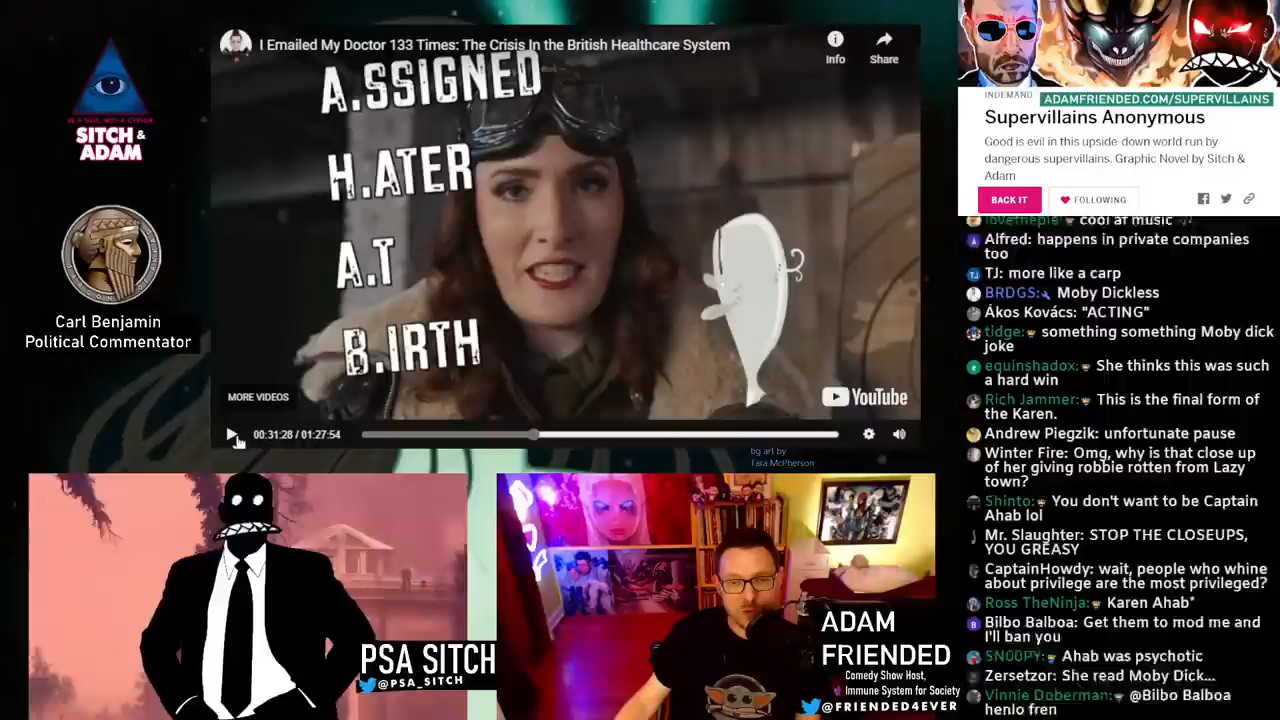 I Emailed My Doctor 133 Times: The Crisis In the British Healthcare System
Info
Share
A.SSIGNED
H.ATER
A.T
B.IRTH
MORE VIDEOS
YouTube
00:31:28 / 01:27:54
bg art by
Tara McPherson
SITCH &
ADAM
Carl Benjamin
Political Commentator
PSA SITCH
@PSA_SITCH
ADAM
FRIENDED
Comedy Show Host,
Immune System for Society
@FRIENDED4EVER
INDEMAND
ADAMFRIENDED.COM/SUPERVILLAINS
Supervillains Anonymous
Good is evil in this upside-down world run by
dangerous supervillains. Graphic Novel by Sitch &
Adam
BACK IT
FOLLOWING
cool af music
Alfred: happens in private companies
too
TJ: more like a carp
BRDGS: Moby Dickless
Ákos Kovács: "ACTING"
tidge: something something Moby dick
joke
equinshadox: She thinks this was such
a hard win
Rich Jammer: This is the final form of
the Karen.
Andrew Piegzik: unfortunate pause
Winter Fire: Omg, why is that close up
of her giving robbie rotten from Lazy
town?
Shinto: You don't want to be Captain
Ahab lol
Mr. Slaughter: STOP THE CLOSEUPS,
YOU GREASY
CaptainHowdy: wait, people who whine
about privilege are the most privileged?
Ross TheNinja: Karen Ahab*
Bilbo Balboa: Get them to mod me and
I'll ban you
SN00PY: Ahab was psychotic
Zersetzor: She read Moby Dick...
Vinnie Doberman: @Bilbo Balboa
henlo fren